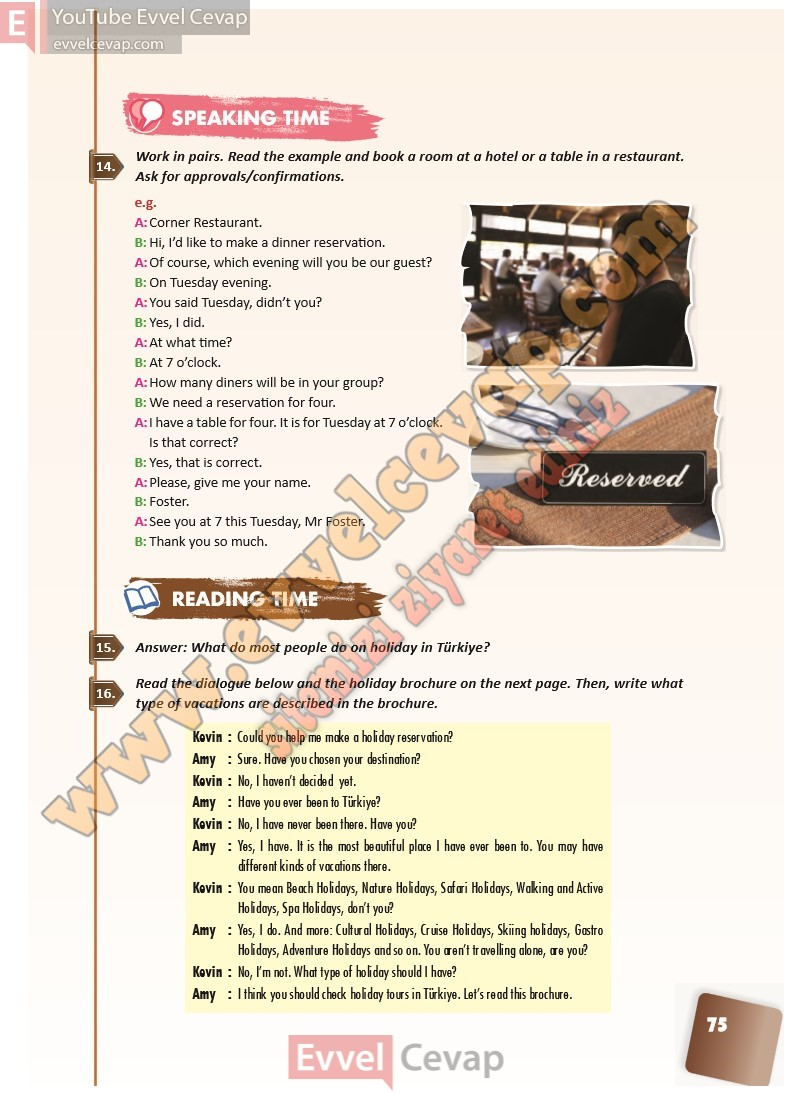 E YouTube Evvel Cevap
evvelcevap.com
SPEAKING TIME
14. Work in pairs. Read the example and book a room at a hotel or a table in a restaurant.
Ask for approvals/confirmations.
e.g.
A: Corner Restaurant.
B: Hi, I'd like to make a dinner reservation.
A: Of course, which evening will you be our guest?
B: On Tuesday evening.
A: You said Tuesday, didn't you?
B: Yes, I did.
A: At what time?
B: At 7 o'clock.
A: How many diners will be in your group?
B: We need a reservation for four.
A: I have a table for four. It is for Tuesday at 7 o'clock.
Is that correct?
B: Yes, that is correct.
A: Please, give me your name.
B: Foster.
A: See you at 7 this Tuesday, Mr Foster.
B: Thank you so much.
Reserved
READING TIME
15. Answer: What do most people do on holiday in Türkiye?
16. Read the dialogue below and the holiday brochure on the next page. Then, write what
type of vacations are described in the brochure.
Kevin : Could you help me make a holiday reservation?
Amy : Sure. Have you chosen your destination?
Kevin : No, I haven't decided yet.
Amy : Have you ever been to Türkiye?
Kevin : No, I have never been there. Have you?
Amy : Yes, I have. It is the most beautiful place I have ever been to. You may have
different kinds of vacations there.
Kevin : You mean Beach Holidays, Nature Holidays, Safari Holidays, Walking and Active
Holidays, Spa Holidays, don't you?
Amy : Yes, I do. And more: Cultural Holidays, Cruise Holidays, Skiing holidays, Gastro
Holidays, Adventure Holidays and so on. You aren't travelling alone, are you?
Kevin : No, I'm not. What type of holiday should I have?
Amy : I think you should check holiday tours in Türkiye. Let's read this brochure.
www.evvelcevap.com
sitemizi ziyaret ediniz
75
Evvel Cevap